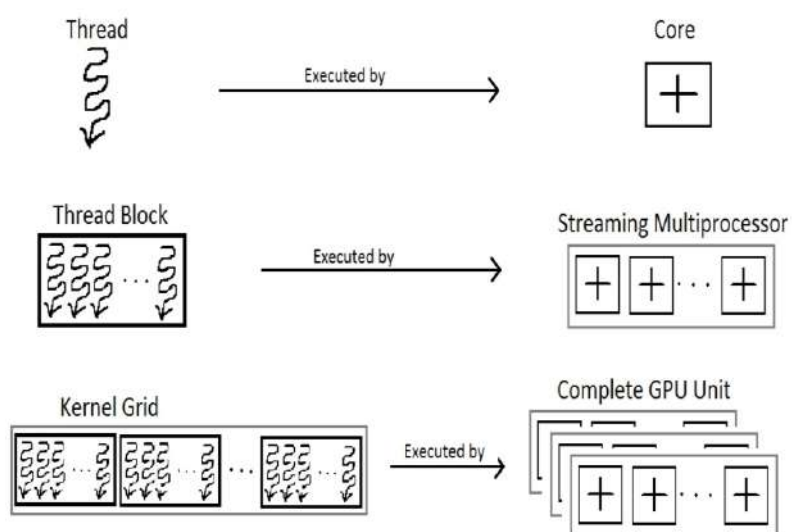 Thread
Executed by
Core
Thread Block
Executed by
Streaming Multiprocessor
Kernel Grid
Executed by
Complete GPU Unit